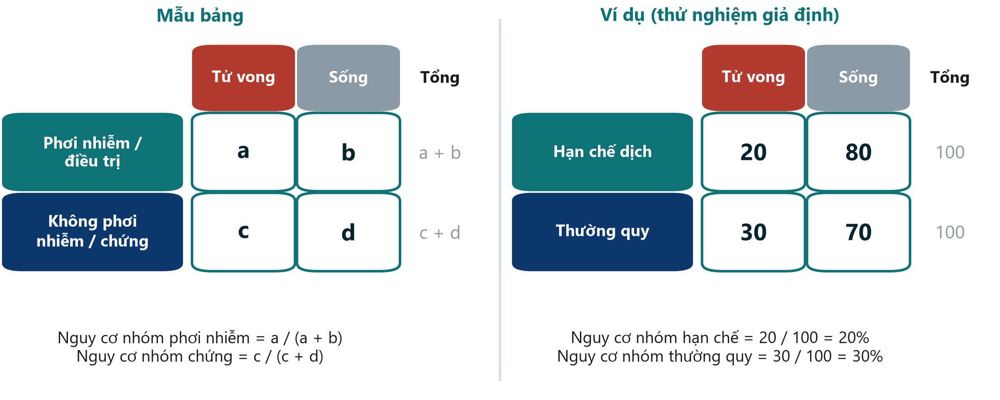 Mẫu bảng
Tử vong
Sống
Tổng
Phơi nhiễm /
điều trị
a
b
a + b
Không phơi
nhiễm / chứng
c
d
c + d
Nguy cơ nhóm phơi nhiễm = a / (a + b)
Nguy cơ nhóm chứng = c / (c + d)
Ví dụ (thử nghiệm giả định)
Tử vong
Sống
Tổng
Hạn chế dịch
20
80
100
Thường quy
30
70
100
Nguy cơ nhóm hạn chế = 20 / 100 = 20%
Nguy cơ nhóm thường quy = 30 / 100 = 30%